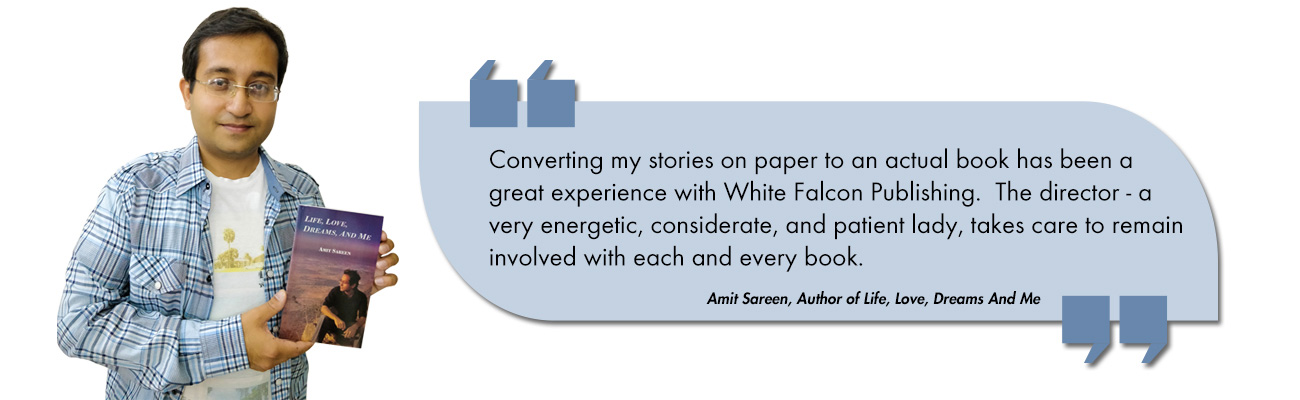 LIFE, LOVE,
DREAMS, AND ME
AMIT SAREEN
Converting my stories on paper to an actual book has been a
great experience with White Falcon Publishing.  The director - a
very energetic, considerate, and patient lady, takes care to remain
involved with each and every book.
Amit Sareen, Author of Life, Love, Dreams And Me